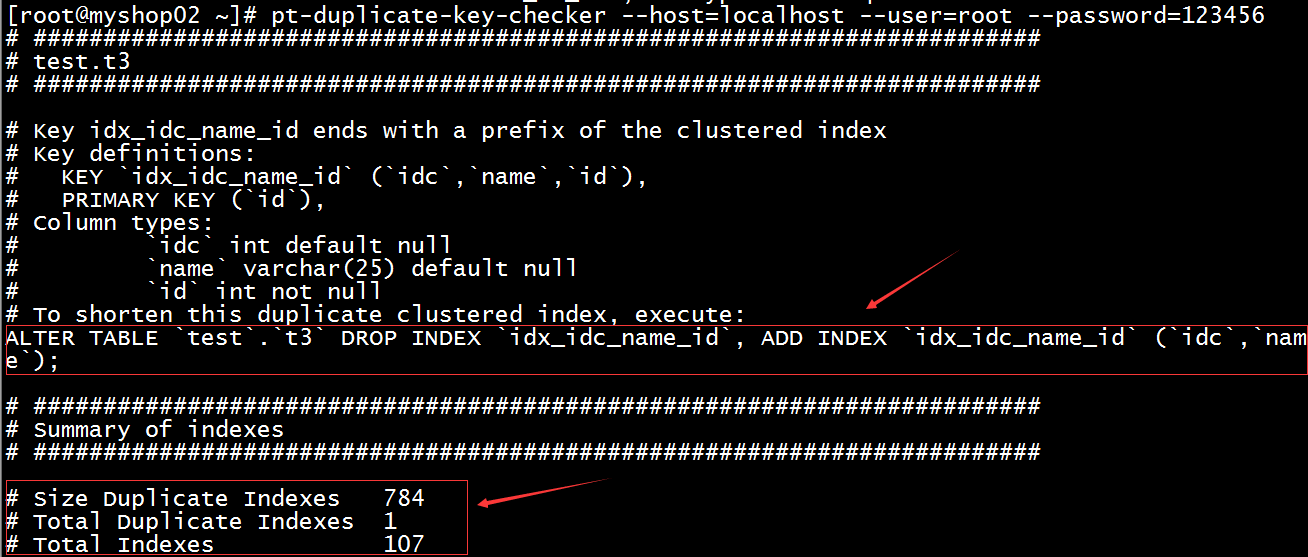 [root@myshop02 ~]# pt-duplicate-key-checker --host=localhost --user=root --password=123456
# ########################################################################
# test.t3
# ########################################################################
# Key idx_idc_name_id ends with a prefix of the clustered index
# Key definitions:
#   KEY `idx_idc_name_id` (`idc`,`name`,`id`),
#   PRIMARY KEY (`id`),
# Column types:
#         `idc` int default null
#         `name` varchar(25) default null
#         `id` int not null
# To shorten this duplicate clustered index, execute:
ALTER TABLE `test`.`t3` DROP INDEX `idx_idc_name_id`, ADD INDEX `idx_idc_name_id` (`idc`,`nam
e`);
# ########################################################################
# Summary of indexes
# ########################################################################
# Size Duplicate Indexes   784
# Total Duplicate Indexes  1
# Total Indexes            107